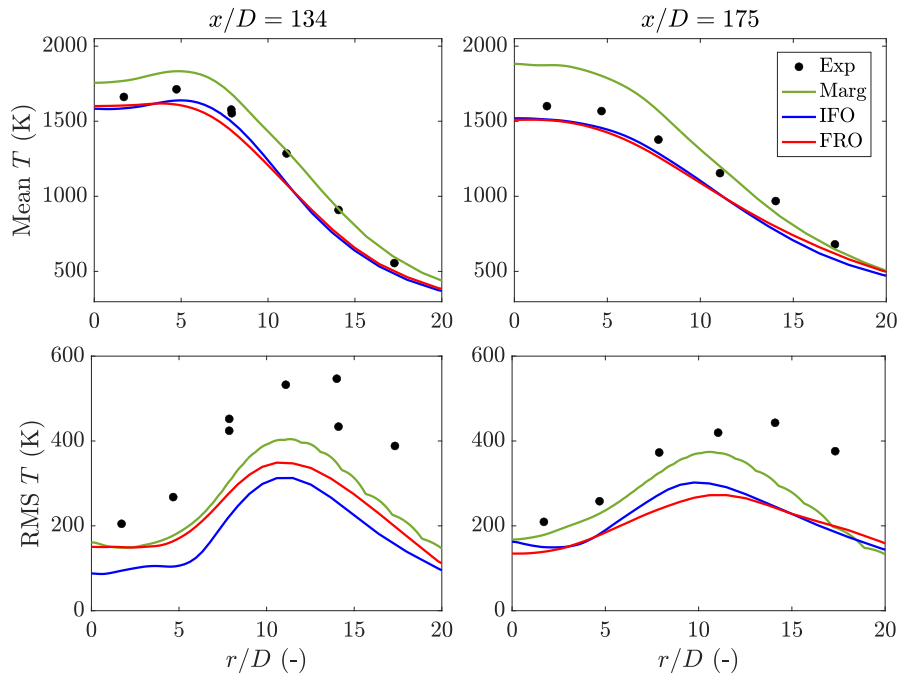 x/D = 134
x/D = 175
Mean T (K)
2000
1500
1000
500
0 5 10 15 20
2000
1500
1000
500
0 5 10 15 20
Exp
Marg
IFO
FRO
RMS T (K)
600
400
200
0
0 5 10 15 20
r/D (-)
600
400
200
0
0 5 10 15 20
r/D (-)